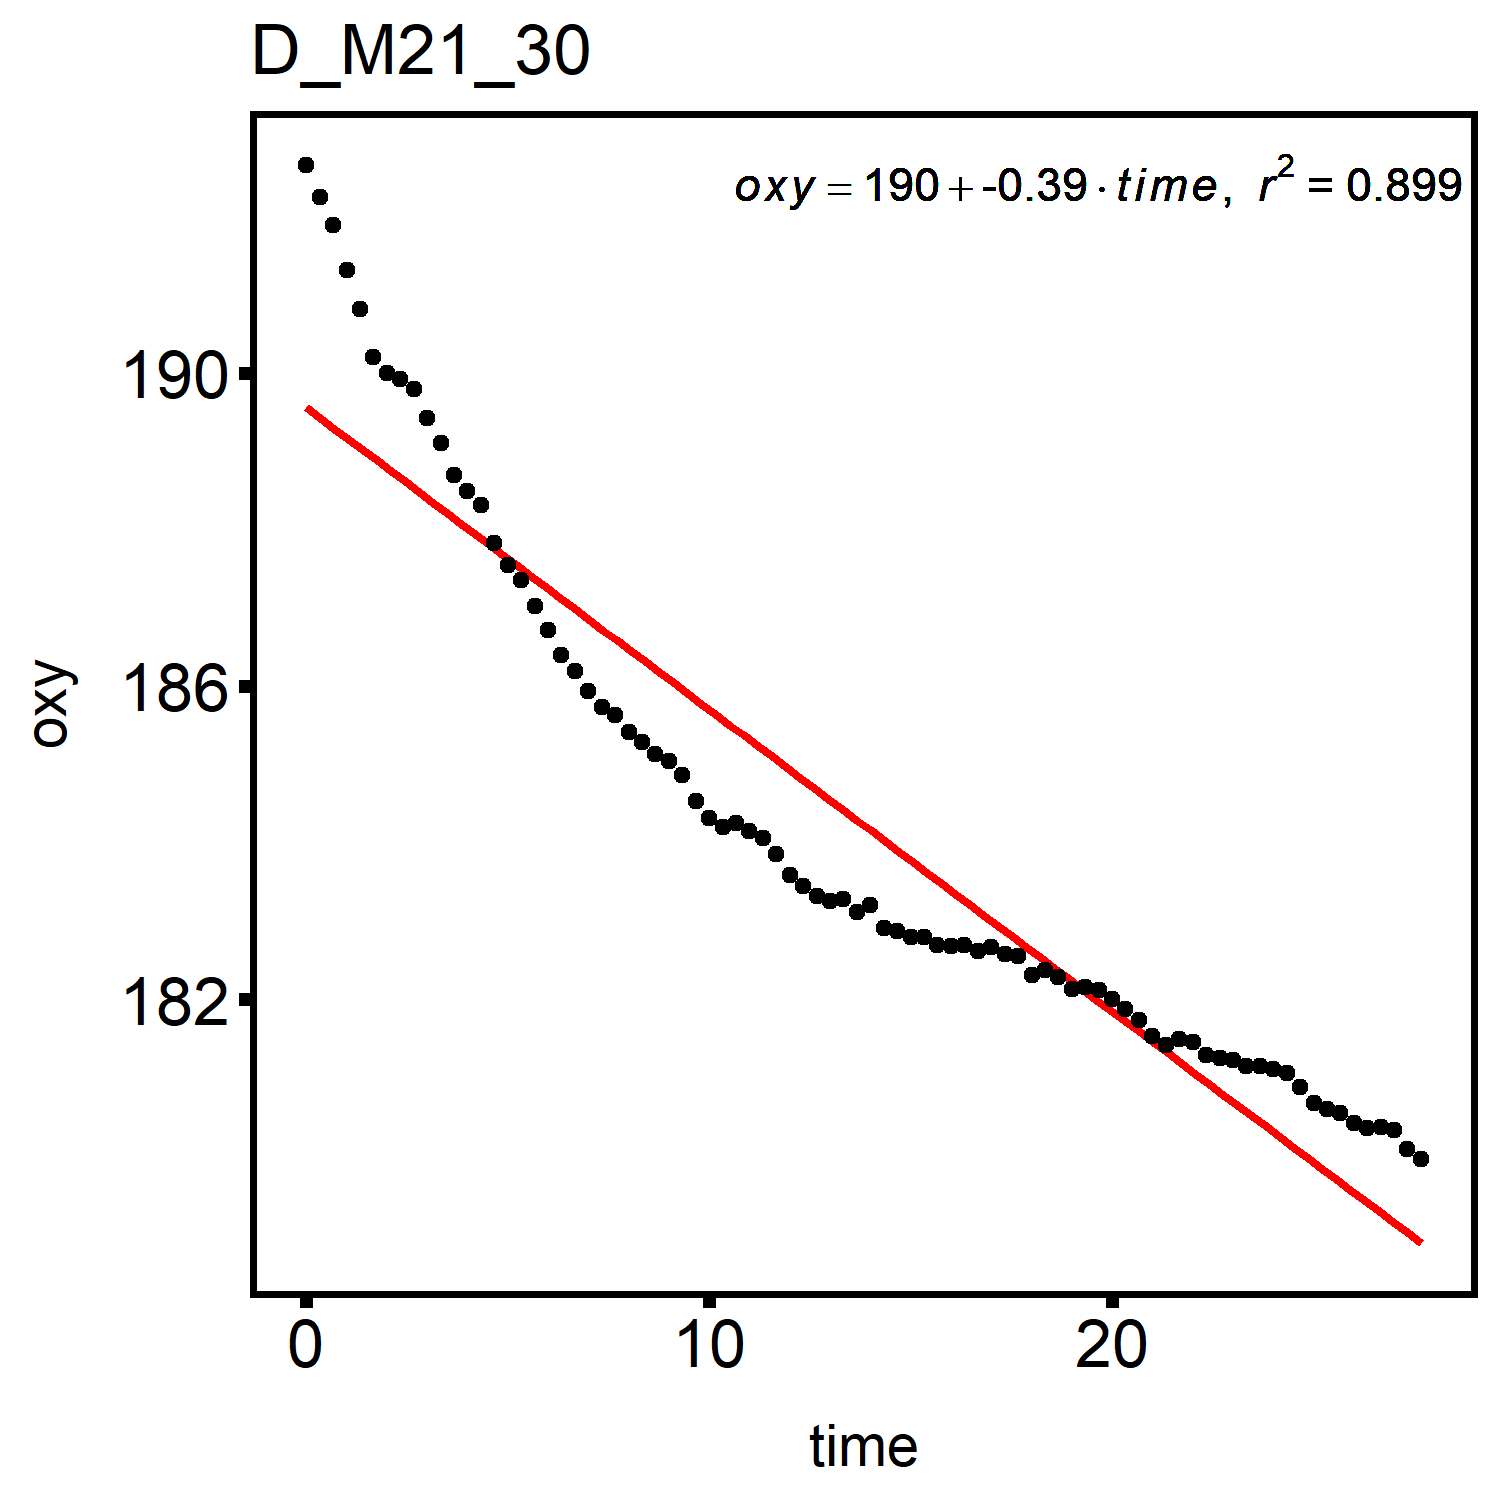 D_M21_30
oxy = 190 + -0.39 · time, r² = 0.899
190
186
182
oxy
0 10 20
time